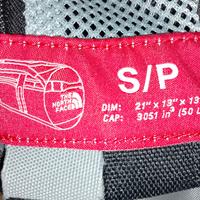 S/P
THE
NORTH
FACE
DIM: 21" x 13" x 13
CAP: 3051 in³ (50 L